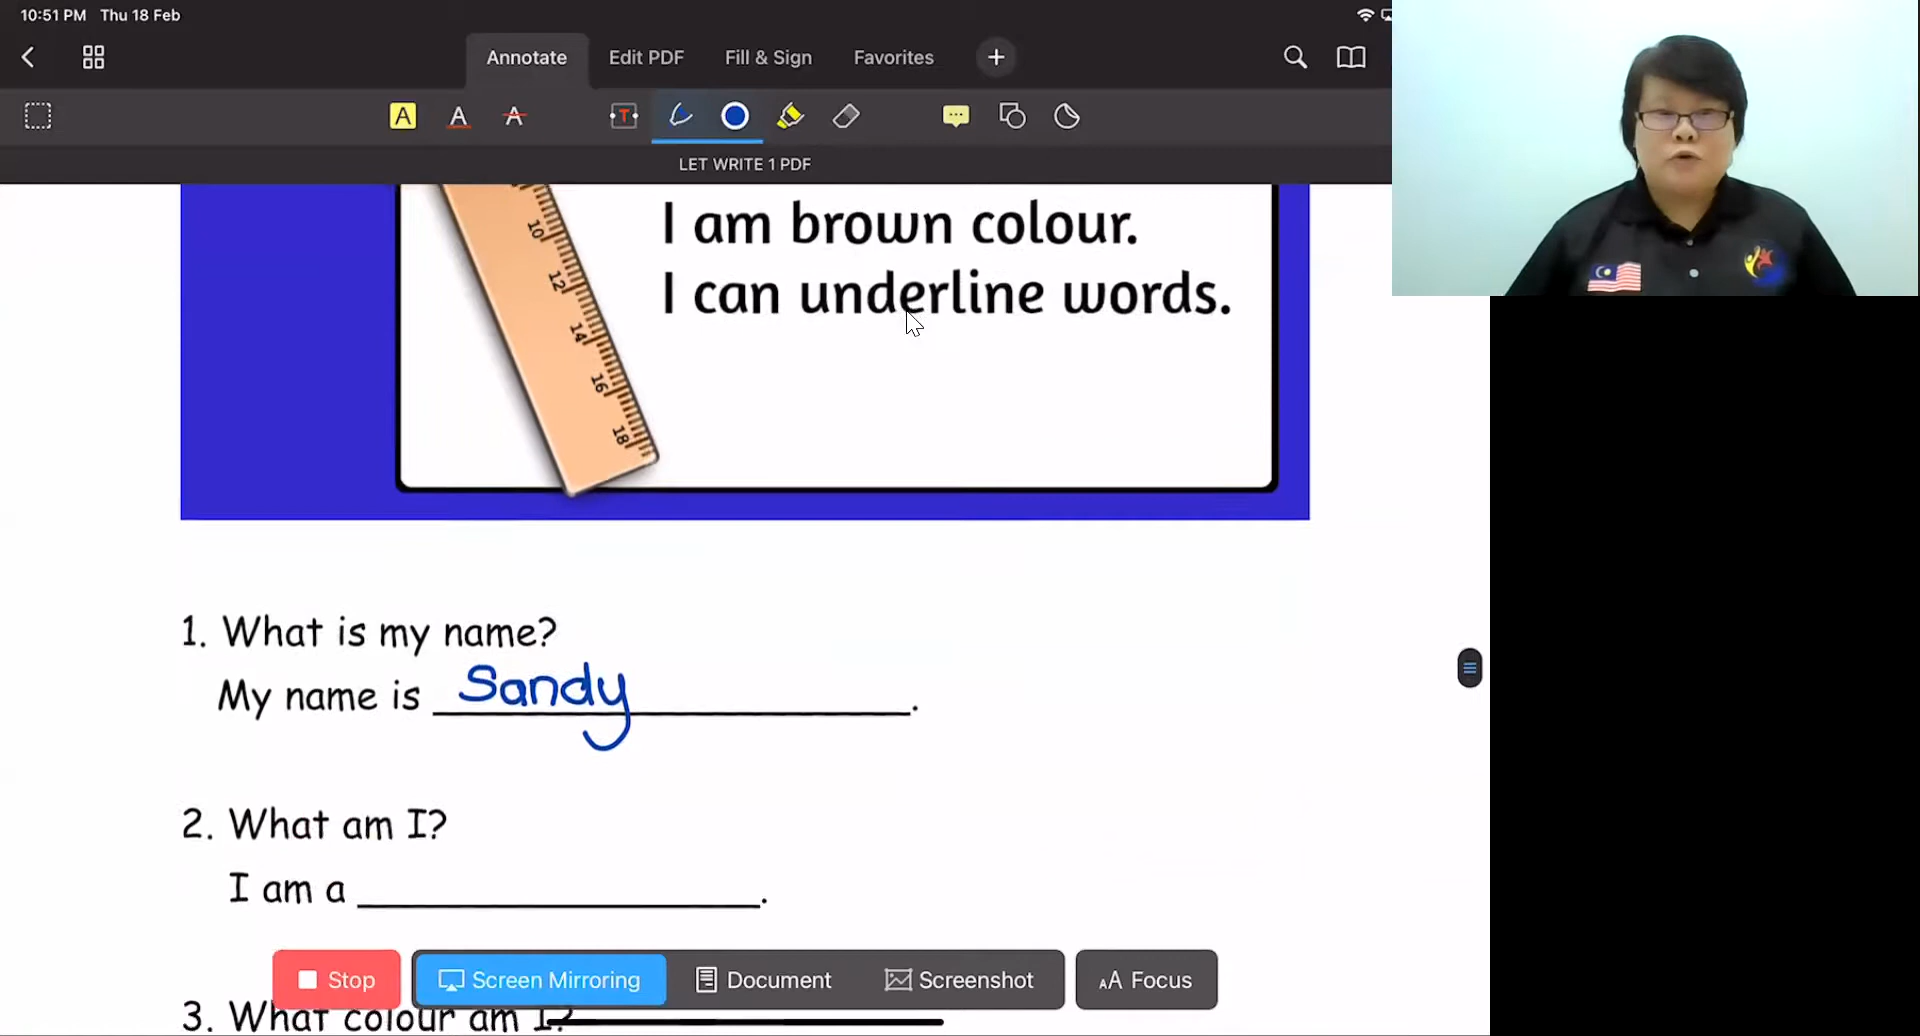 10:51 PM Thu 18 Feb
Annotate Edit PDF Fill & Sign Favorites
A A A T
LET WRITE 1 PDF
I am brown colour.
I can underline words.
10
12
14
16
18
1. What is my name?
My name is Sandy.
2. What am I?
I am a ____________.
Stop Screen Mirroring Document Screenshot AA Focus
3. What colour am I?